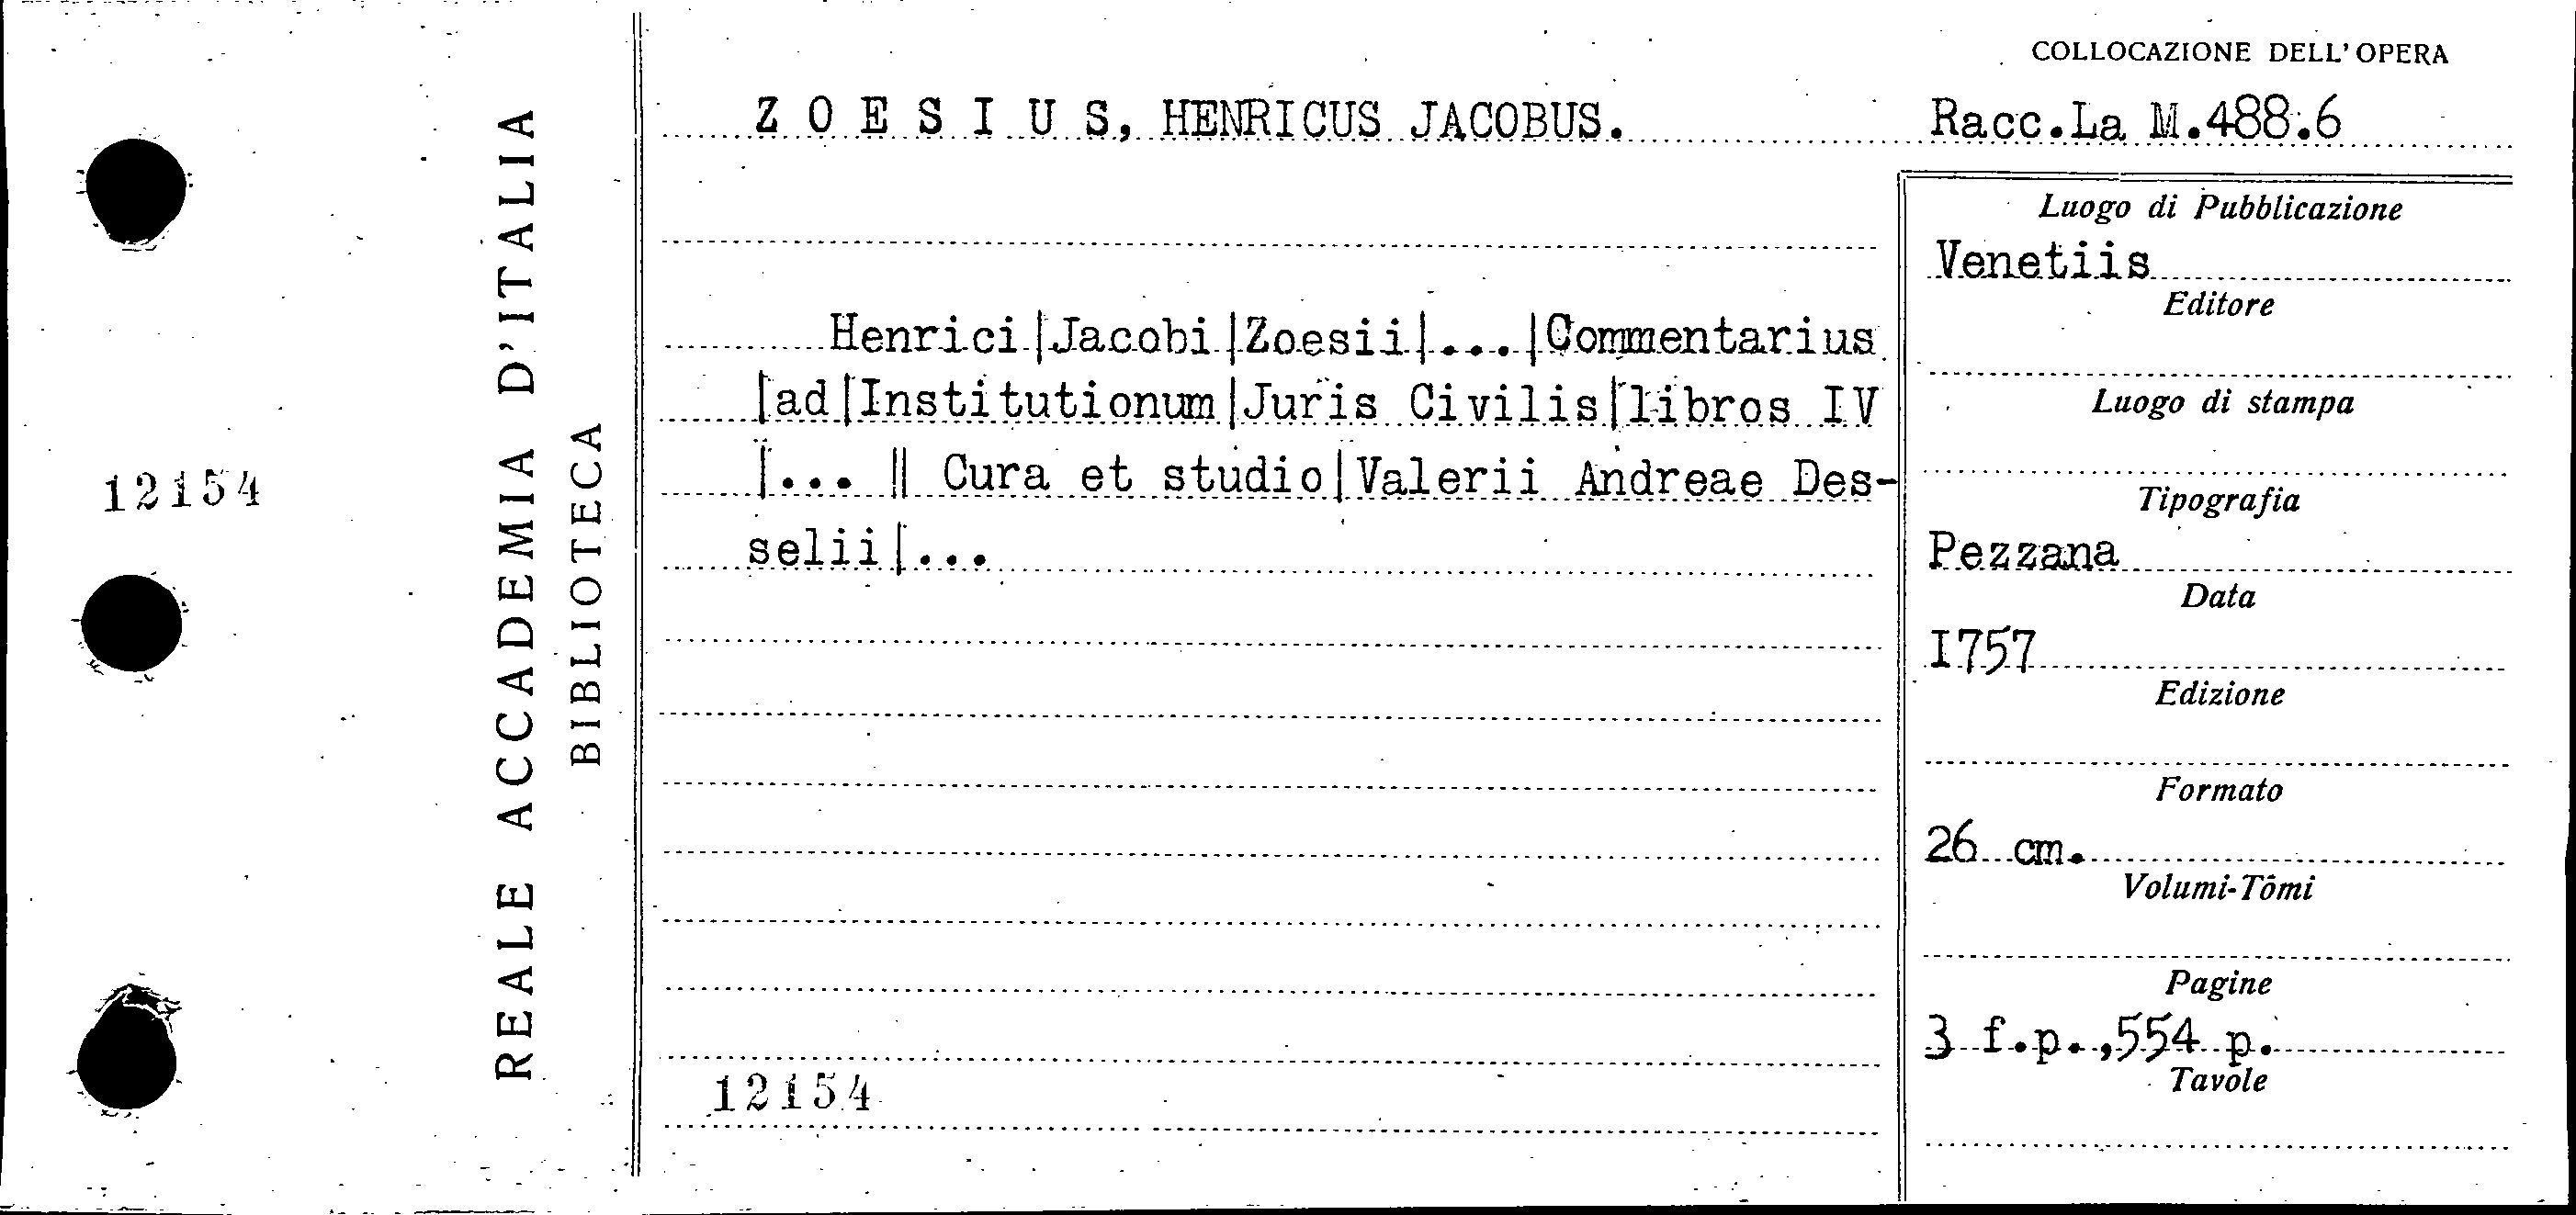 COLLOCAZIONE DELL'OPERA
Z O E S I U S, HENRICUS JACOBUS.
Racc.La M.488.6
Henrici|Jacobi|Zoesii|...|Commentarius
|ad|Institutionum|Juris Civilis|libros IV
|... || Cura et studio|Valerii Andreae Des-
selii|...
12154
Luogo di Pubblicazione
Venetiis
Editore
Luogo di stampa
Tipografia
Pezzana
Data
I757
Edizione
Formato
26 cm.
Volumi-Tomi
Pagine
3 f.p.,554 p.
Tavole
REALE ACCADEMIA D'ITALIA
BIBLIOTECA
12154